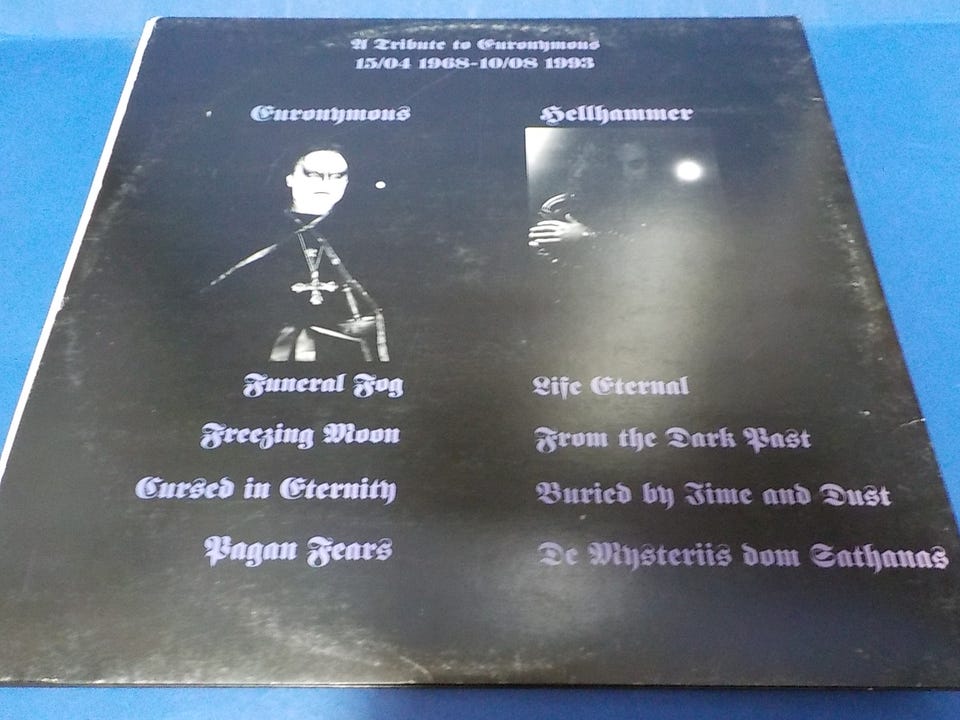 A Tribute to Euronymous
15/04 1968-10/08 1993
Euronymous
Hellhammer
Funeral Fog
Freezing Moon
Cursed in Eternity
Pagan Fears
Life Eternal
From the Dark Past
Buried by Time and Dust
De Mysteriis dom Sathanas